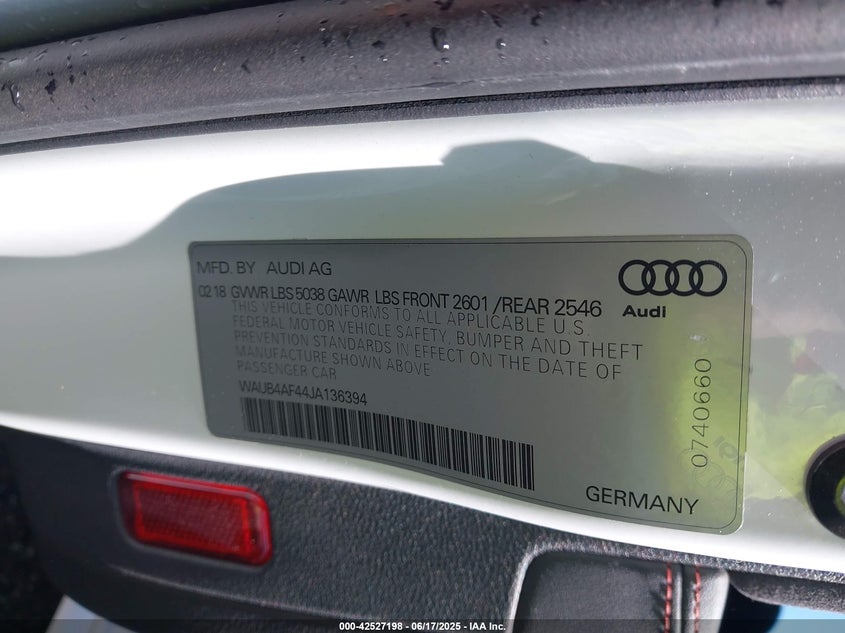 MFD. BY AUDI AG
02 18 GVWR LBS 5038 GAWR LBS FRONT 2601 /REAR 2546
THIS VEHICLE CONFORMS TO ALL APPLICABLE U.S.
FEDERAL MOTOR VEHICLE SAFETY, BUMPER AND THEFT
PREVENTION STANDARDS IN EFFECT ON THE DATE OF
MANUFACTURE SHOWN ABOVE
PASSENGER CAR
WAUB4AF44JA136394
Audi
0740660
GERMANY
000-42527198 - 06/17/2025 - IAA Inc.